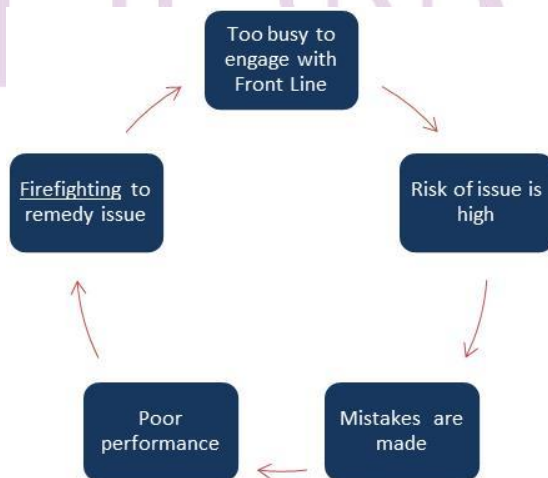 Too busy to
engage with
Front Line
Risk of issue is
high
Mistakes are
made
Poor
performance
Firefighting to
remedy issue